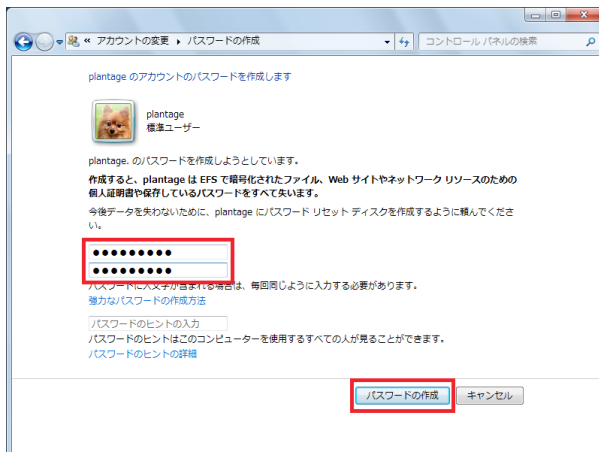 « アカウントの変更 ▸ パスワードの作成
コントロール パネルの検索
plantage のアカウントのパスワードを作成します
plantage
標準ユーザー
plantage. のパスワードを作成しようとしています。
作成すると、plantage は EFS で暗号化されたファイル、Web サイトやネットワーク リソースのための
個人証明書や保存しているパスワードをすべて失います。
今後データを失わないために、plantage にパスワード リセット ディスクを作成するように頼んでくださ
い。
●●●●●●●●●
●●●●●●●●●
パスワードに大文字が含まれる場合は、毎回同じように入力する必要があります。
強力なパスワードの作成方法
パスワードのヒントの入力
パスワードのヒントはこのコンピューターを使用するすべての人が見ることができます。
パスワードのヒントの詳細
パスワードの作成
キャンセル